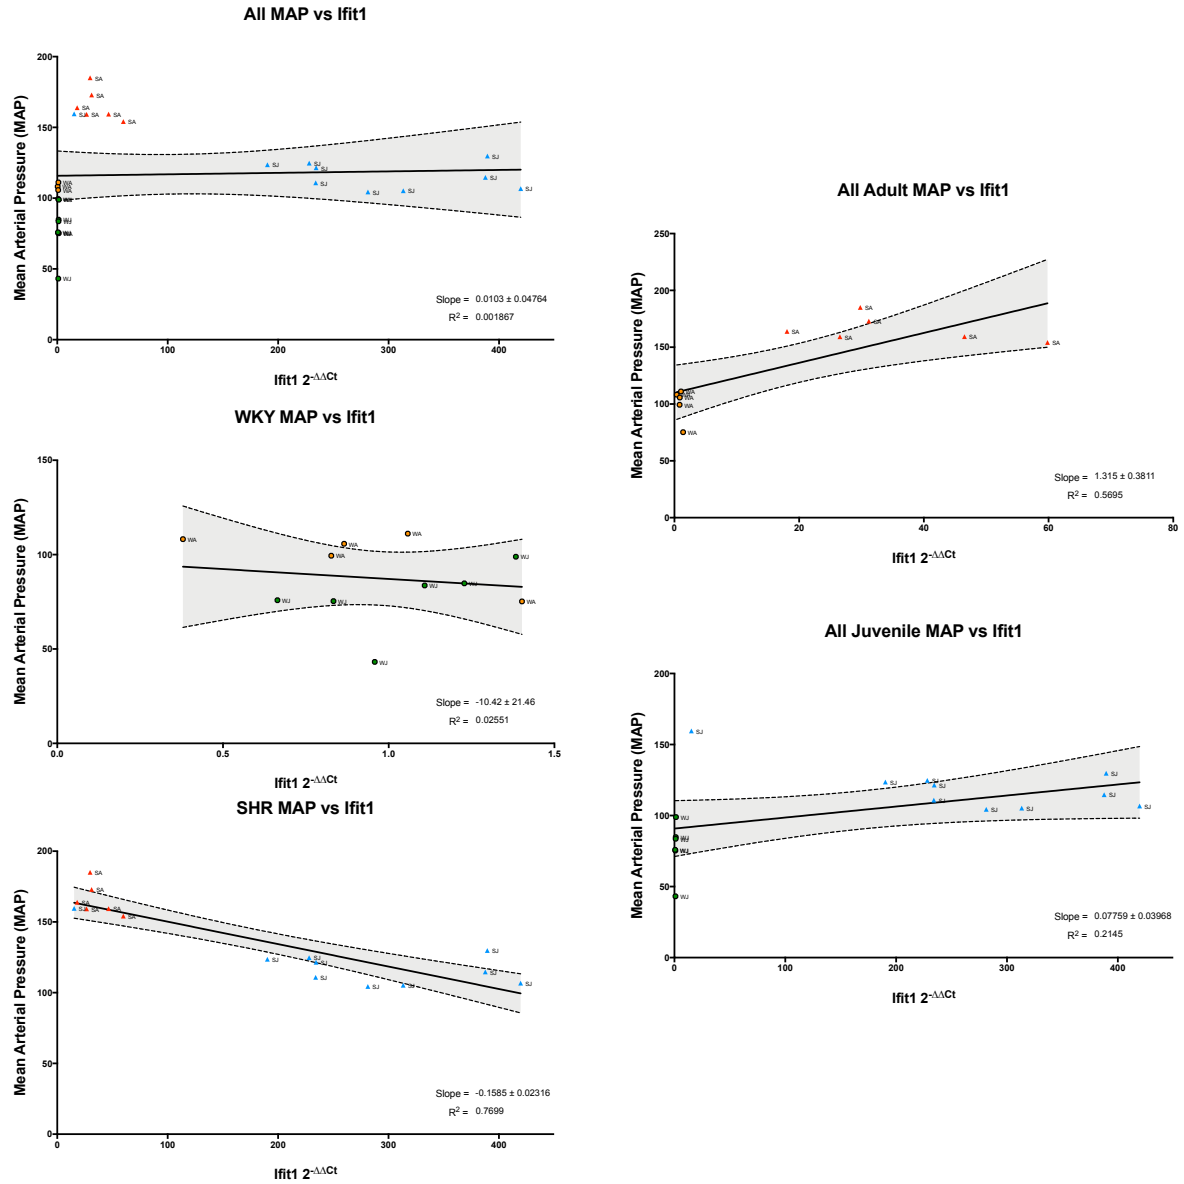 All MAP vs Ifit1
Mean Arterial Pressure (MAP)
200
150
100
50
0
SA
SA
SA
SJ
SA
SA
SA
SJ
SJ
SJ
SJ
SJ
SJ
SJ
SJ
SJ
WA
WA
WA
WJ
WA
WJ
Slope = 0.0103 ± 0.04764
R² = 0.001867
0
100
200
300
400
Ifit1 2^-ΔΔCt
All Adult MAP vs Ifit1
Mean Arterial Pressure (MAP)
250
200
150
100
50
0
SA
SA
SA
SA
SA
SA
WA
WA
WA
WA
Slope = 1.315 ± 0.3811
R² = 0.5695
0
20
40
60
80
Ifit1 2^-ΔΔCt
WKY MAP vs Ifit1
Mean Arterial Pressure (MAP)
150
100
50
0
WA
WA
WA
WA
WJ
WJ
WJ
WJ
WJ
WA
WJ
Slope = -10.42 ± 21.46
R² = 0.02551
0.0
0.5
1.0
1.5
Ifit1 2^-ΔΔCt
All Juvenile MAP vs Ifit1
Mean Arterial Pressure (MAP)
200
150
100
50
0
SJ
SJ
SJ
SJ
SJ
SJ
SJ
SJ
SJ
SJ
WJ
WJ
WJ
WJ
WJ
Slope = 0.07759 ± 0.03968
R² = 0.2145
0
100
200
300
400
Ifit1 2^-ΔΔCt
SHR MAP vs Ifit1
Mean Arterial Pressure (MAP)
200
150
100
50
0
SA
SA
SA
SJ
SA
SA
SA
SJ
SJ
SJ
SJ
SJ
SJ
SJ
SJ
SJ
Slope = -0.1585 ± 0.02316
R² = 0.7699
0
100
200
300
400
Ifit1 2^-ΔΔCt